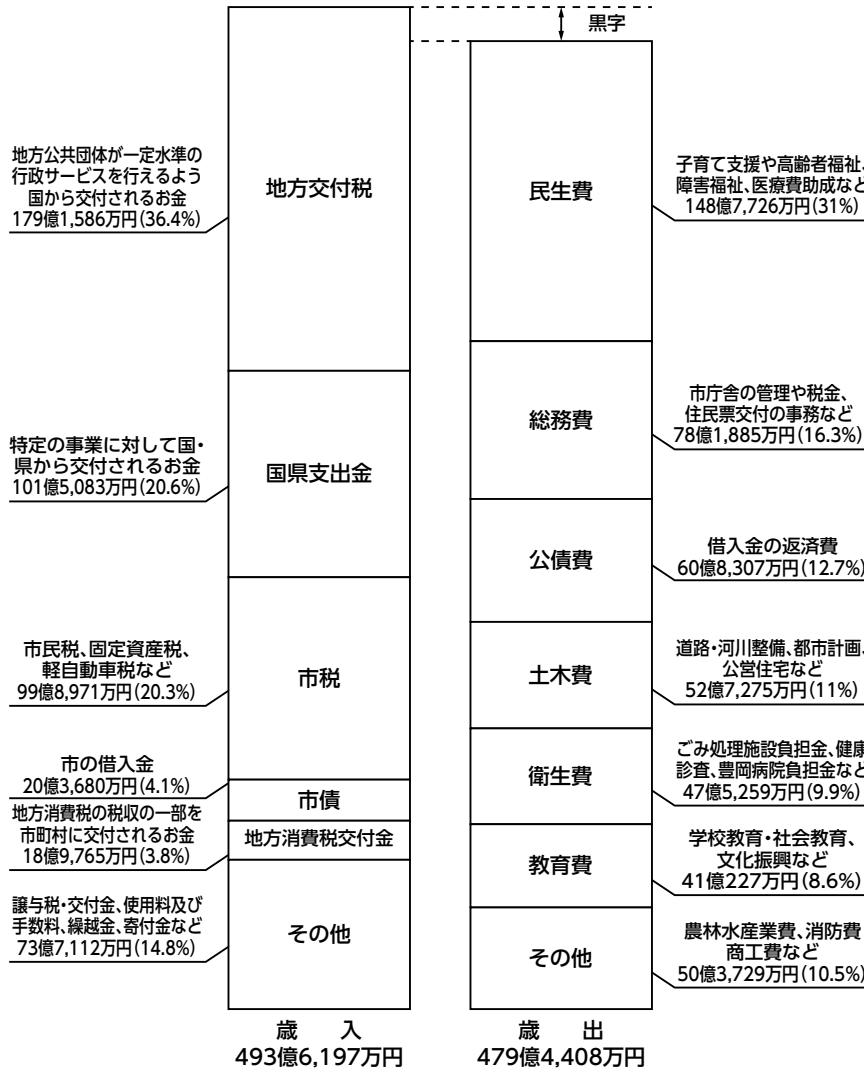 黒字
地方公共団体が一定水準の
行政サービスを行えるよう
国から交付されるお金
179億1,586万円(36.4%)
地方交付税
特定の事業に対して国・
県から交付されるお金
101億5,083万円(20.6%)
国県支出金
市民税、固定資産税、
軽自動車税など
99億8,971万円(20.3%)
市税
市の借入金
20億3,680万円(4.1%)
市債
地方消費税の税収の一部を
市町村に交付されるお金
18億9,765万円(3.8%)
地方消費税交付金
譲与税・交付金、使用料及び
手数料、繰越金、寄付金など
73億7,112万円(14.8%)
その他
歳 入
493億6,197万円
民生費
子育て支援や高齢者福祉、
障害福祉、医療費助成など
148億7,726万円(31%)
総務費
市庁舎の管理や税金、
住民票交付の事務など
78億1,885万円(16.3%)
公債費
借入金の返済費
60億8,307万円(12.7%)
土木費
道路・河川整備、都市計画、
公営住宅など
52億7,275万円(11%)
衛生費
ごみ処理施設負担金、健康
診査、豊岡病院負担金など
47億5,259万円(9.9%)
教育費
学校教育・社会教育、
文化振興など
41億227万円(8.6%)
その他
農林水産業費、消防費
商工費など
50億3,729万円(10.5%)
歳 出
479億4,408万円